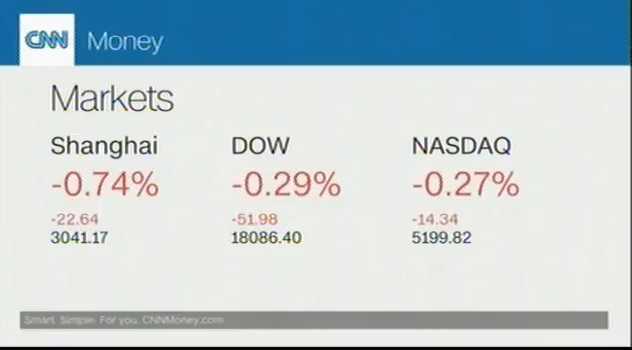 CNN Money
Markets
Shanghai DOW NASDAQ
-0.74% -0.29% -0.27%
-22.64 -51.98 -14.34
3041.17 18086.40 5199.82
Smart. Simple. For you. CNNMoney.com